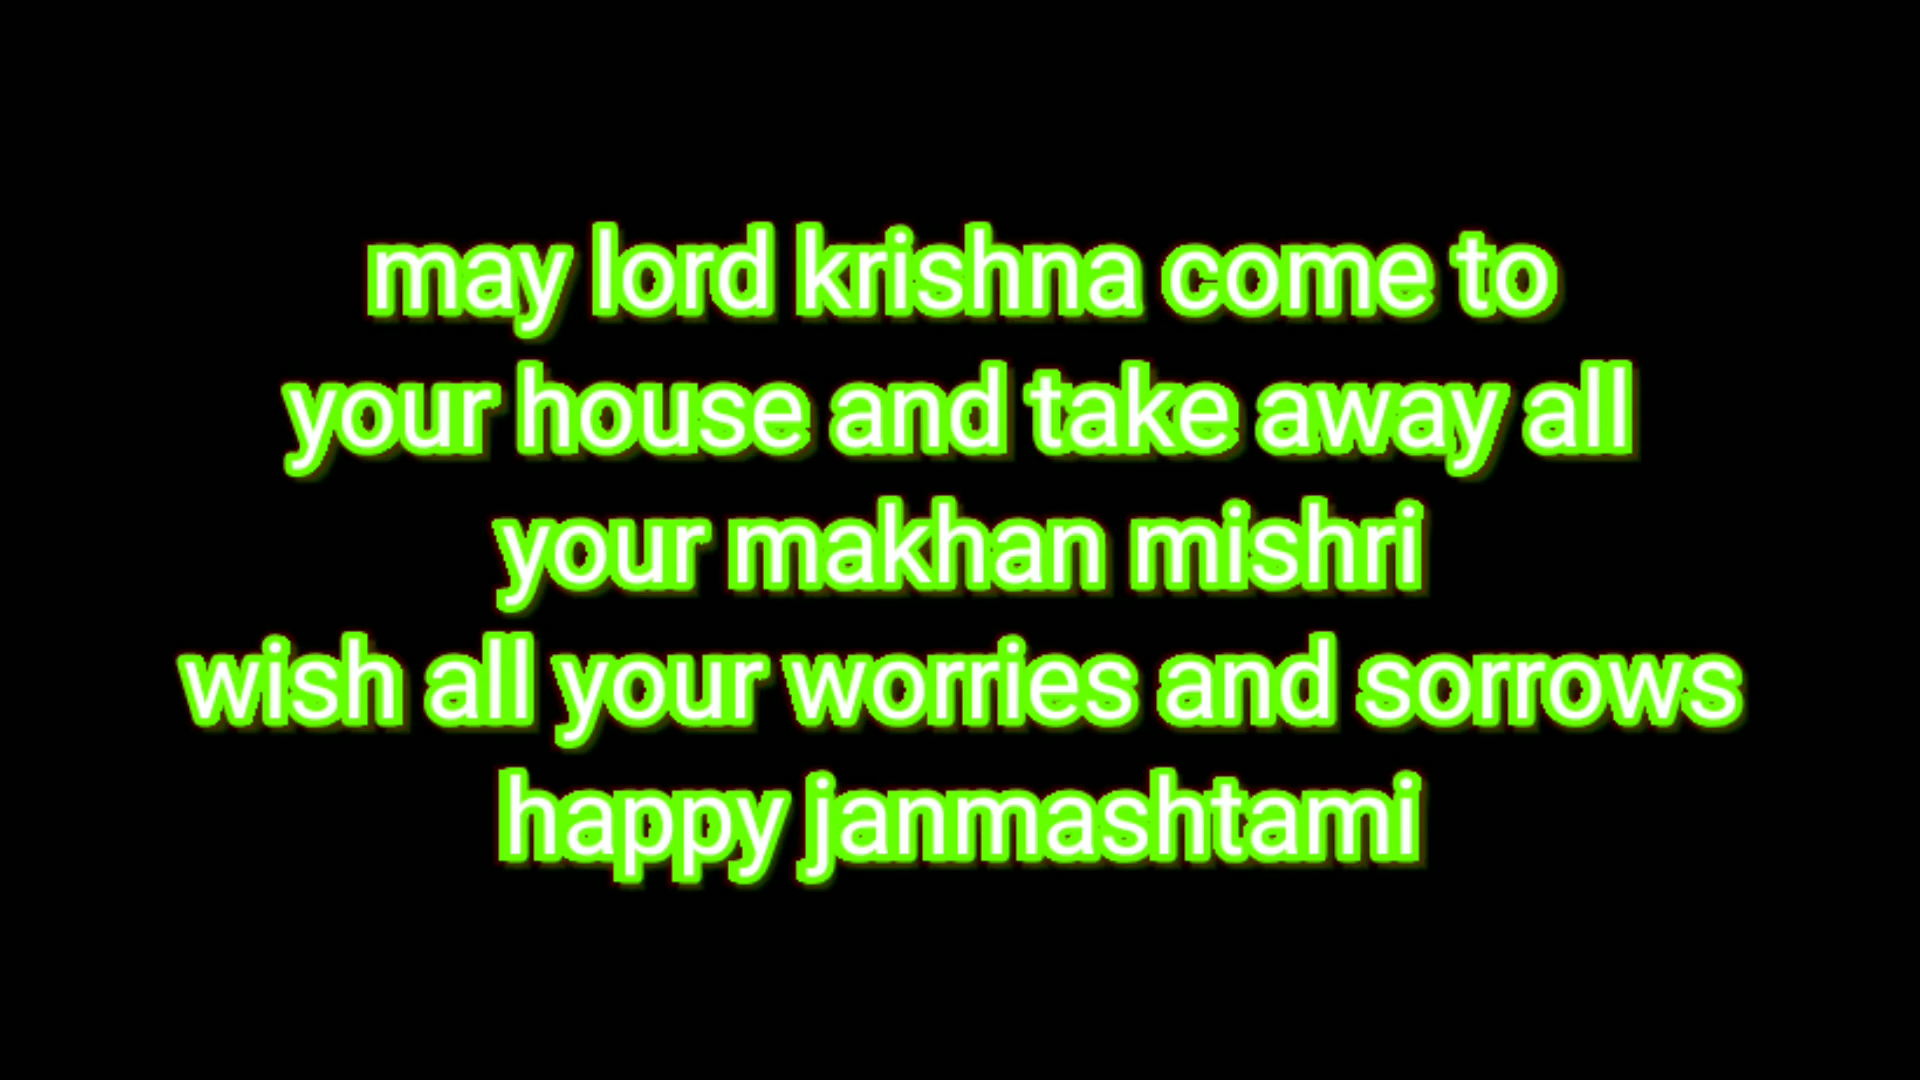 may lord krishna come to
your house and take away all
your makhan mishri
wish all your worries and sorrows
happy janmashtami